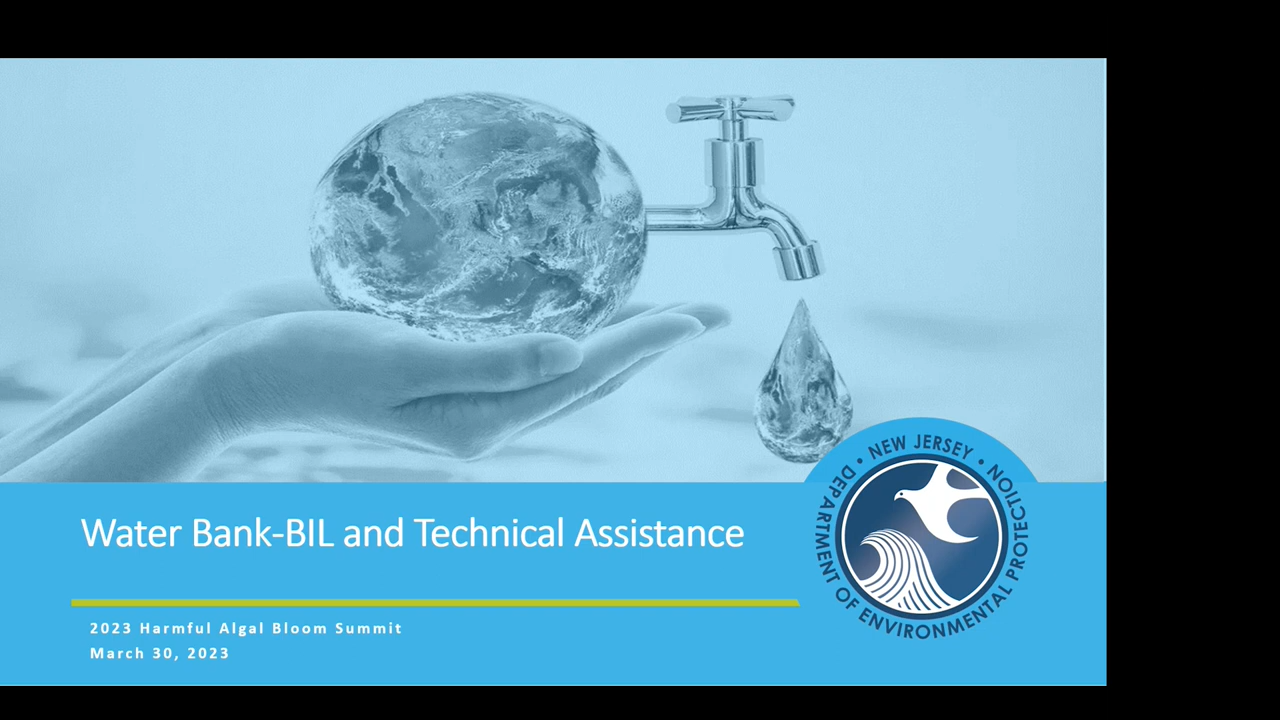 Water Bank-BIL and Technical Assistance
2023 Harmful Algal Bloom Summit
March 30, 2023
• NEW JERSEY •
DEPARTMENT OF ENVIRONMENTAL PROTECTION